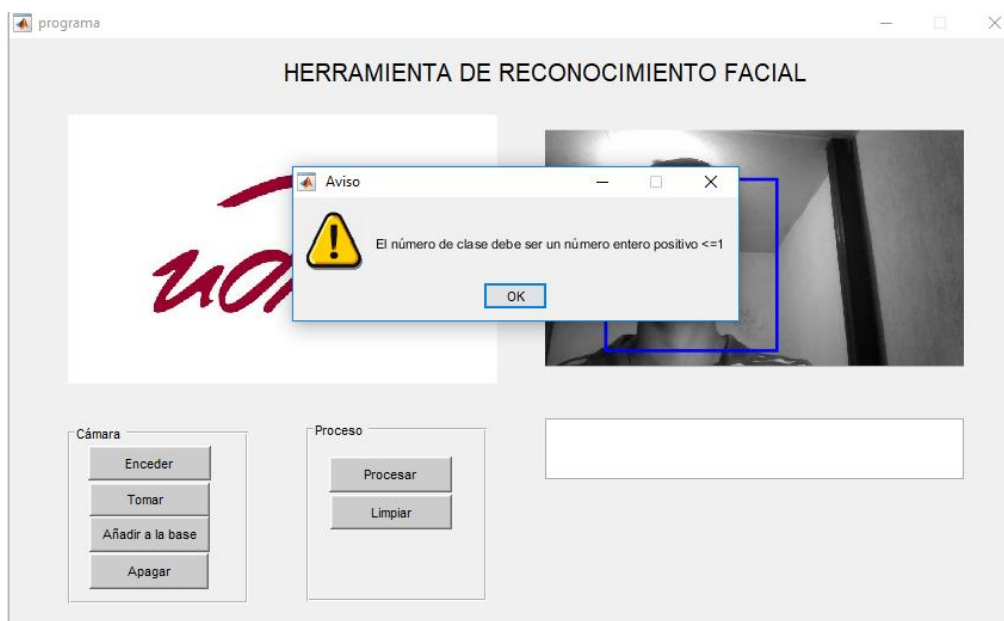 programa
HERRAMIENTA DE RECONOCIMIENTO FACIAL
Aviso
El número de clase debe ser un número entero positivo <=1
OK
Cámara
Enceder
Tomar
Añadir a la base
Apagar
Proceso
Procesar
Limpiar